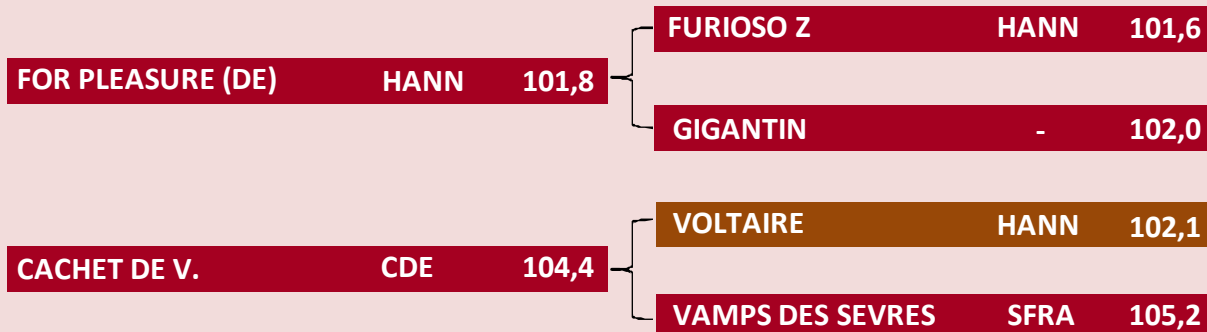 FURIOSO Z HANN 101,6
FOR PLEASURE (DE) HANN 101,8
GIGANTIN - 102,0
VOLTAIRE HANN 102,1
CACHET DE V. CDE 104,4
VAMPS DES SEVRES SFRA 105,2